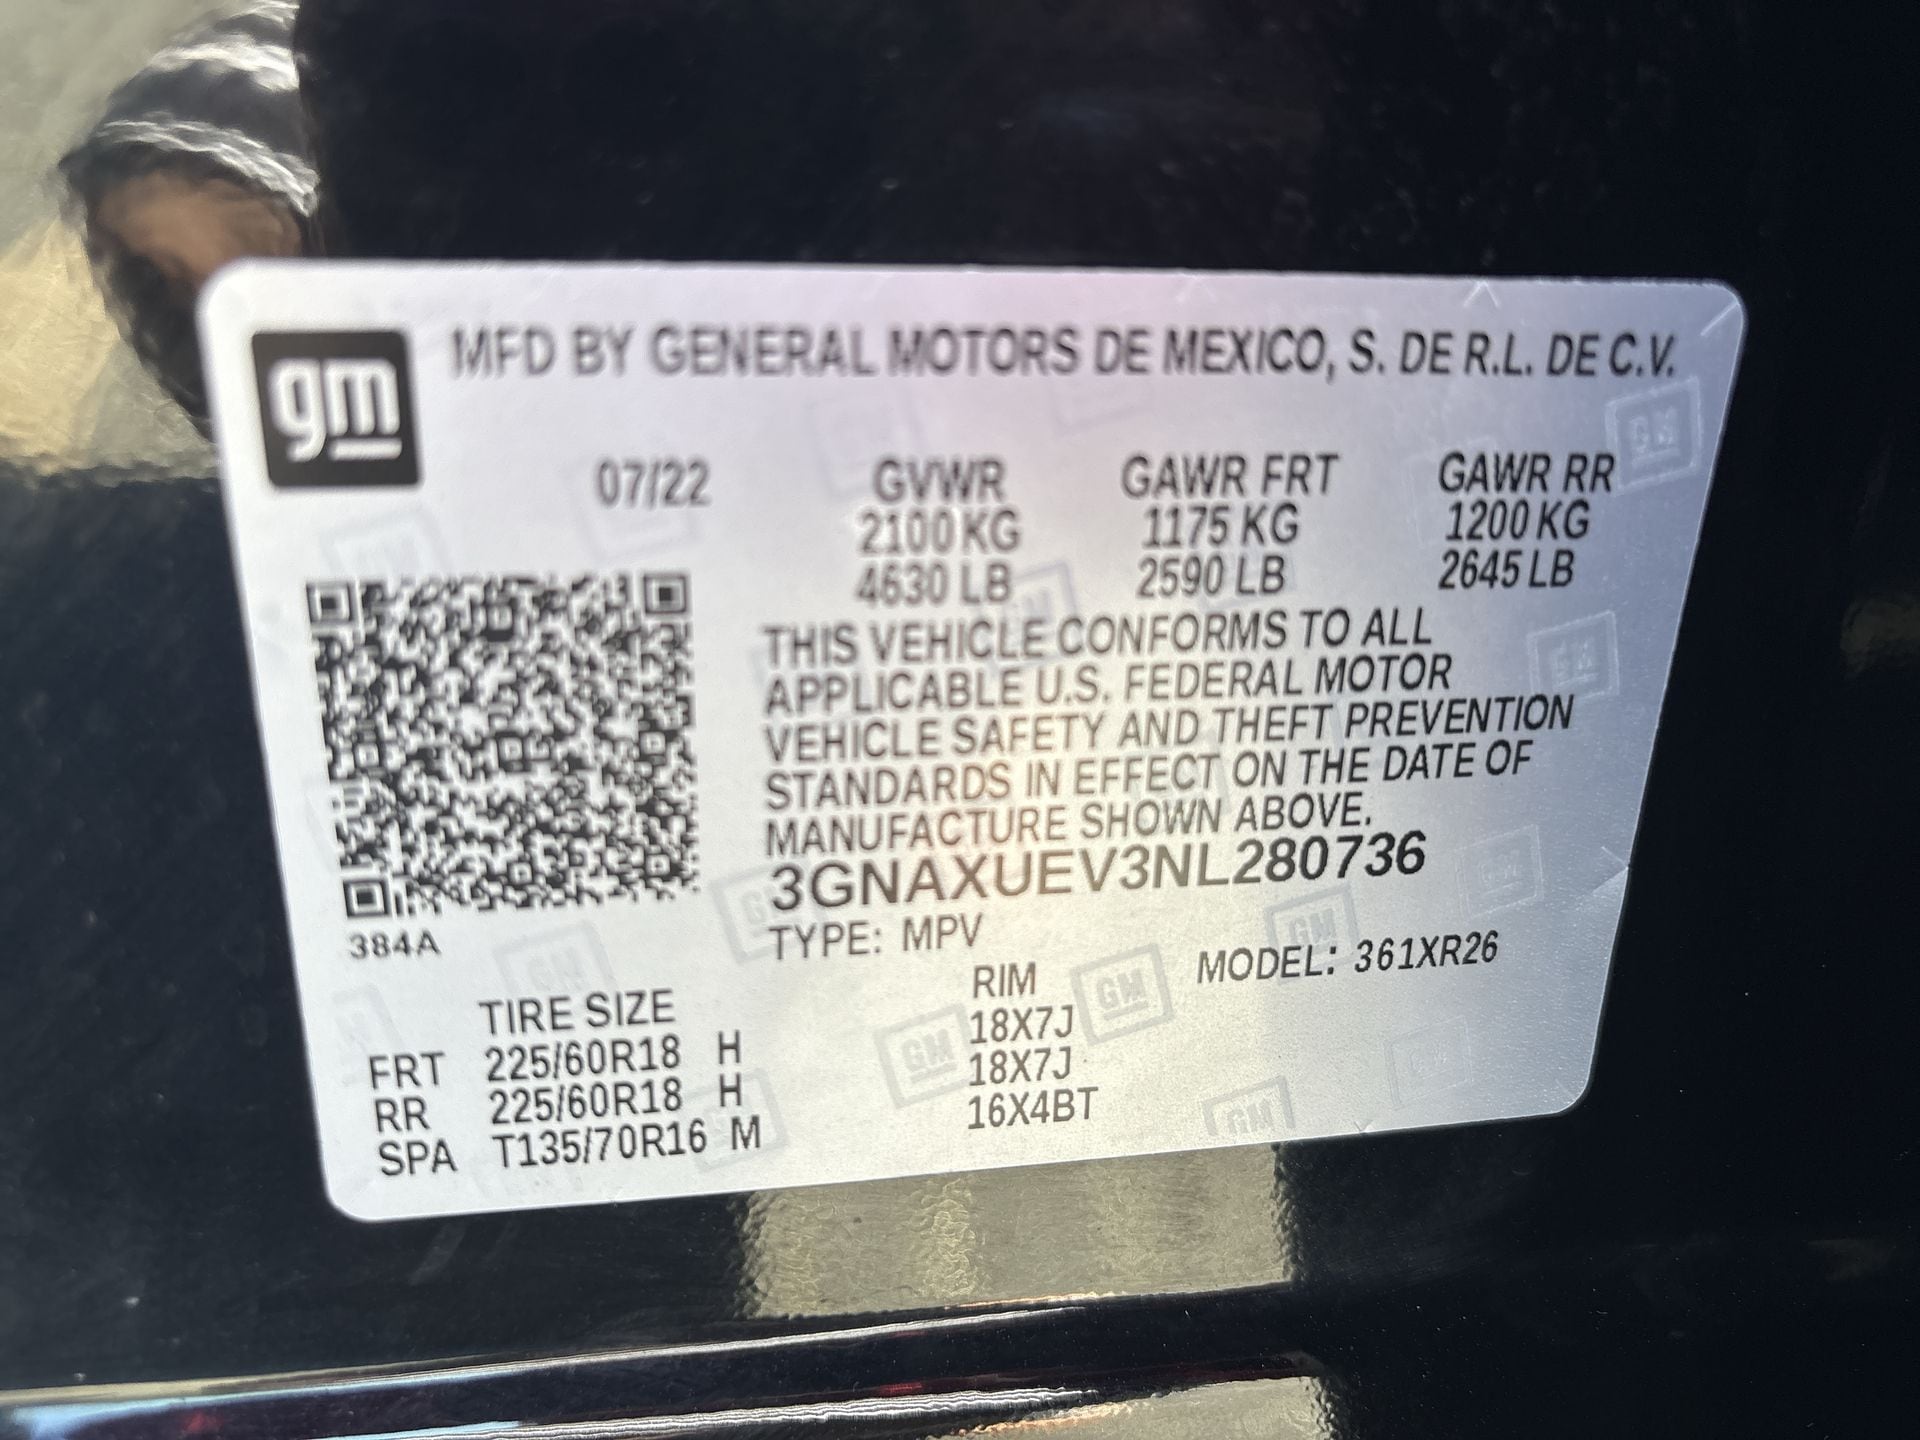 gm
MFD BY GENERAL MOTORS DE MEXICO, S. DE R.L. DE C.V.
07/22 GVWR GAWR FRT GAWR RR
2100 KG 1175 KG 1200 KG
4630 LB 2590 LB 2645 LB
THIS VEHICLE CONFORMS TO ALL
APPLICABLE U.S. FEDERAL MOTOR
VEHICLE SAFETY AND THEFT PREVENTION
STANDARDS IN EFFECT ON THE DATE OF
MANUFACTURE SHOWN ABOVE.
3GNAXUEV3NL280736
384A
TYPE: MPV MODEL: 361XR26
TIRE SIZE RIM
FRT 225/60R18 H 18X7J
RR 225/60R18 H 18X7J
SPA T135/70R16 M 16X4BT